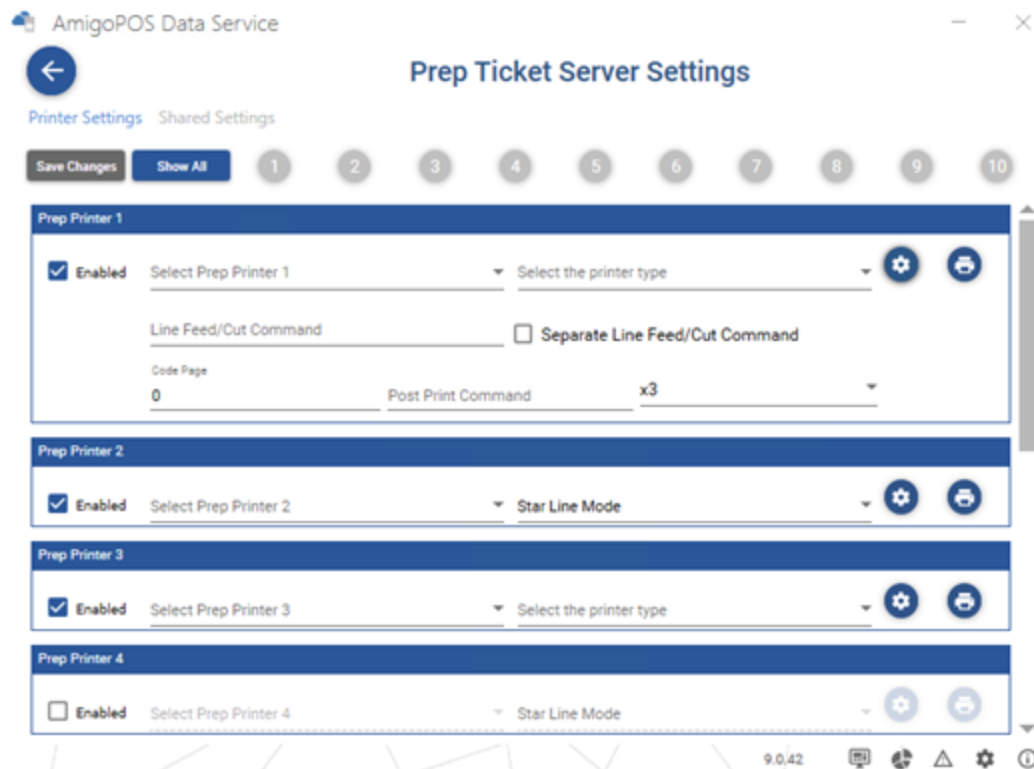 AmigoPOS Data Service
Prep Ticket Server Settings
Printer Settings Shared Settings
Save Changes Show All 1 2 3 4 5 6 7 8 9 10
Prep Printer 1
Enabled Select Prep Printer 1 Select the printer type
Line Feed/Cut Command Separate Line Feed/Cut Command
Code Page
0 Post Print Command x3
Prep Printer 2
Enabled Select Prep Printer 2 Star Line Mode
Prep Printer 3
Enabled Select Prep Printer 3 Select the printer type
Prep Printer 4
Enabled Select Prep Printer 4 Star Line Mode
9.0.42